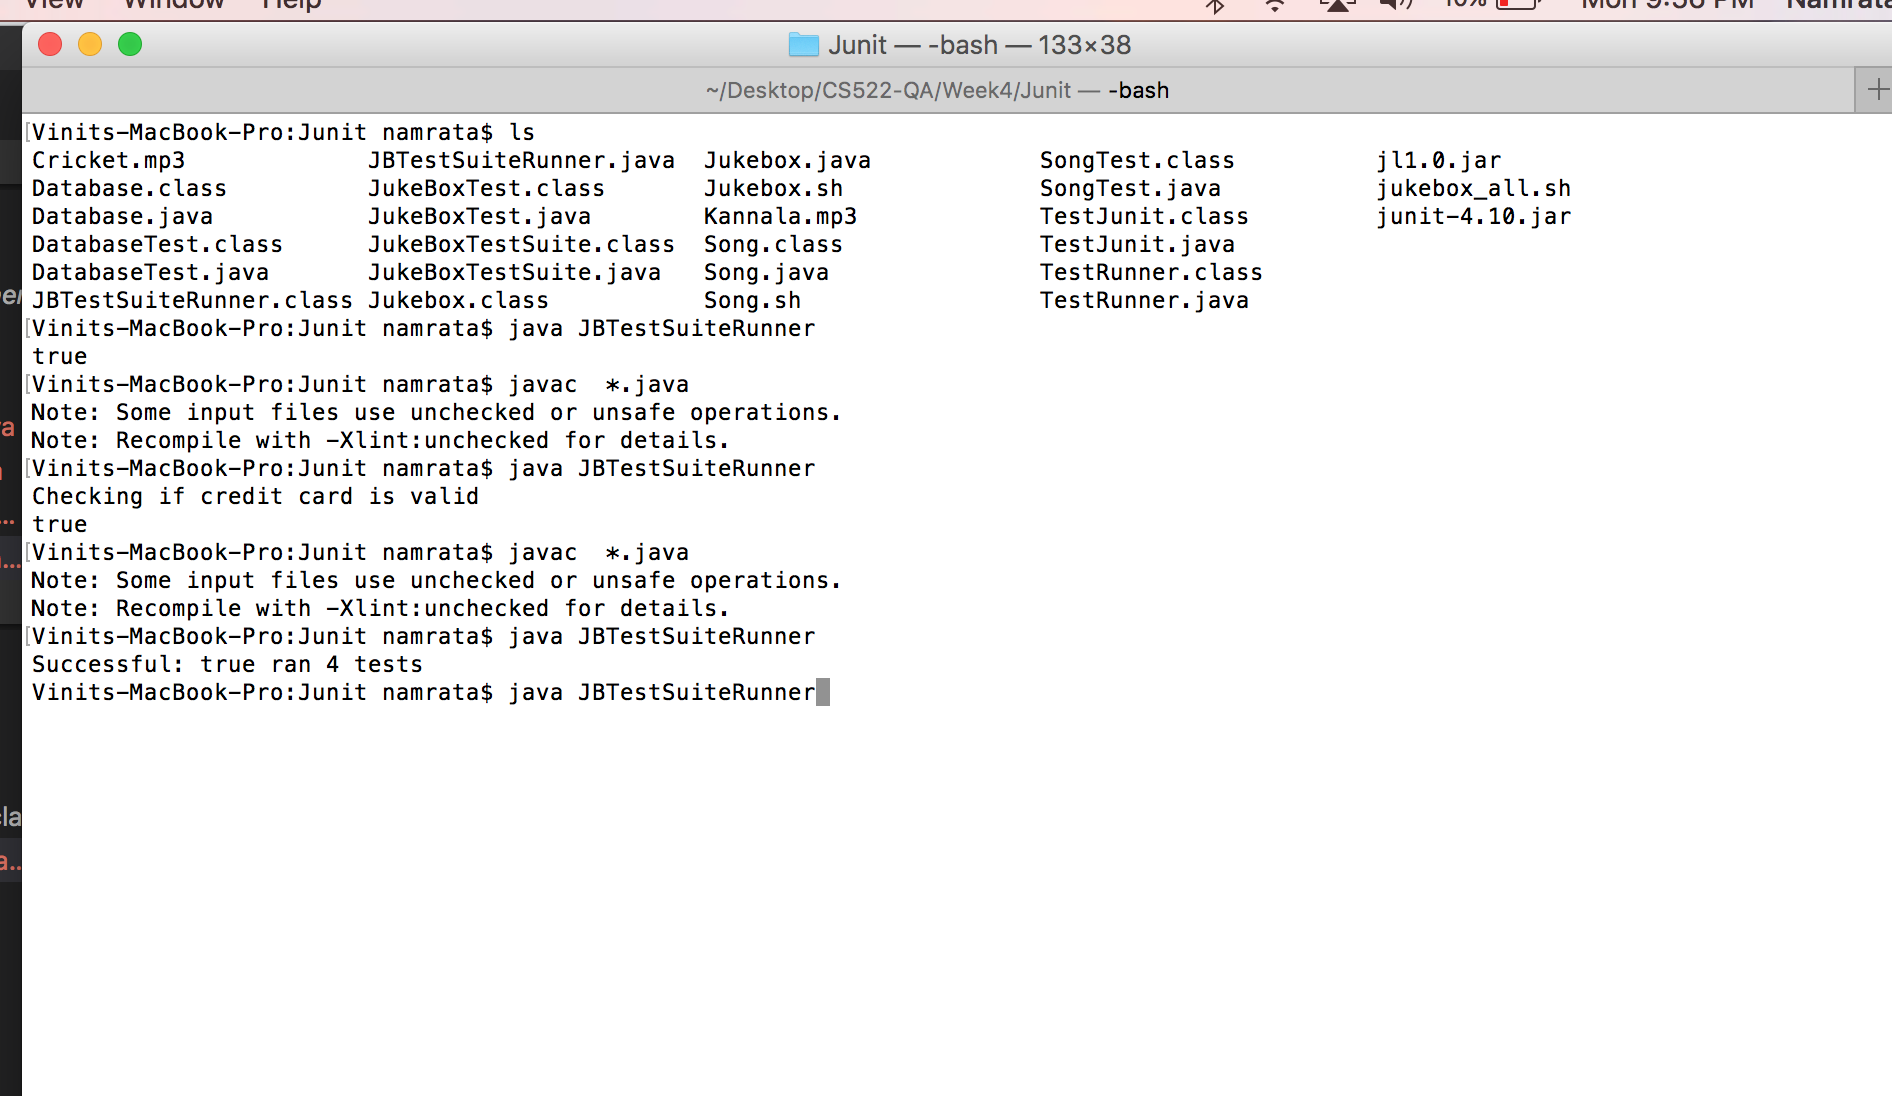 View Window Help 10% Mon 9:56 PM Namrata
Junit — -bash — 133×38
~/Desktop/CS522-QA/Week4/Junit — -bash
Vinits-MacBook-Pro:Junit namrata$ ls
Cricket.mp3 JBTestSuiteRunner.java Jukebox.java SongTest.class jl1.0.jar
Database.class JukeBoxTest.class Jukebox.sh SongTest.java jukebox_all.sh
Database.java JukeBoxTest.java Kannala.mp3 TestJunit.class junit-4.10.jar
DatabaseTest.class JukeBoxTestSuite.class Song.class TestJunit.java
DatabaseTest.java JukeBoxTestSuite.java Song.java TestRunner.class
JBTestSuiteRunner.class Jukebox.class Song.sh TestRunner.java
Vinits-MacBook-Pro:Junit namrata$ java JBTestSuiteRunner
true
Vinits-MacBook-Pro:Junit namrata$ javac  *.java
Note: Some input files use unchecked or unsafe operations.
Note: Recompile with -Xlint:unchecked for details.
Vinits-MacBook-Pro:Junit namrata$ java JBTestSuiteRunner
Checking if credit card is valid
true
Vinits-MacBook-Pro:Junit namrata$ javac  *.java
Note: Some input files use unchecked or unsafe operations.
Note: Recompile with -Xlint:unchecked for details.
Vinits-MacBook-Pro:Junit namrata$ java JBTestSuiteRunner
Successful: true ran 4 tests
Vinits-MacBook-Pro:Junit namrata$ java JBTestSuiteRunner